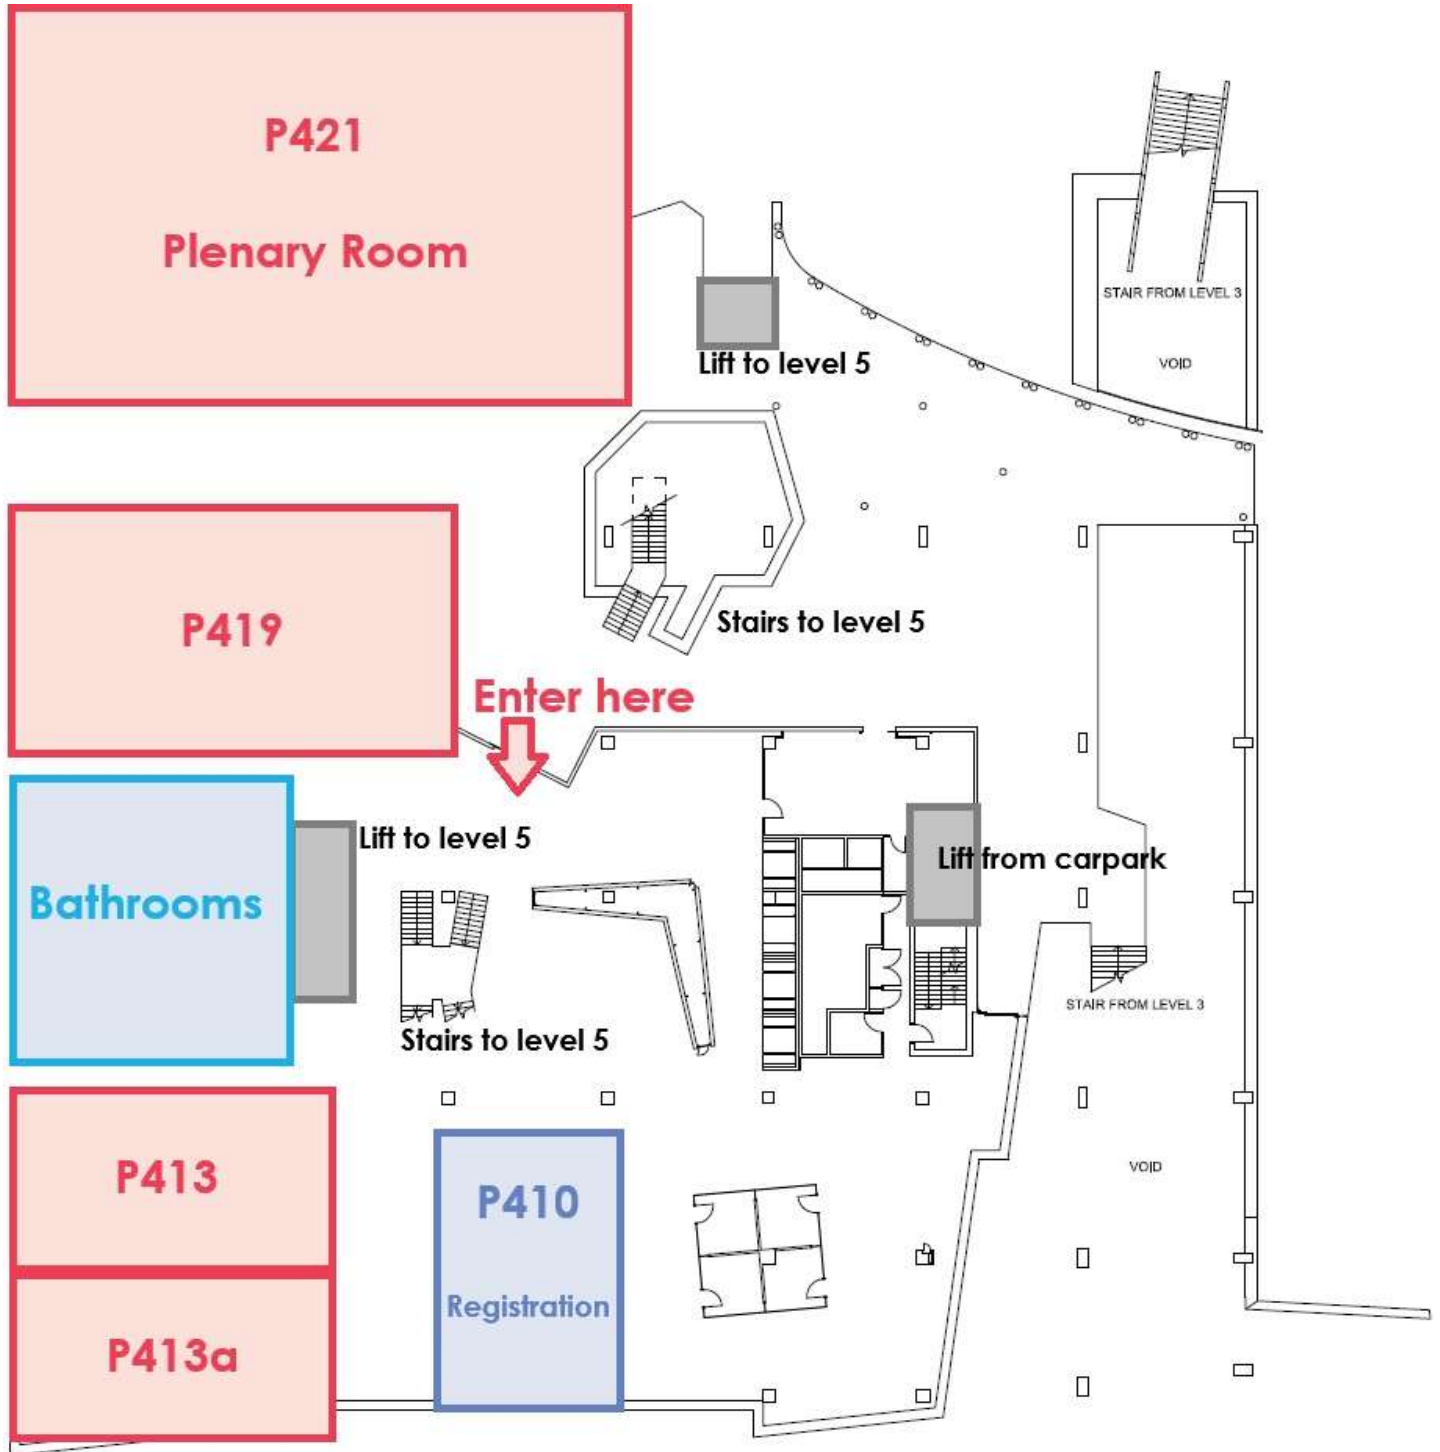 P421
Plenary Room
STAIR FROM LEVEL 3
VOID
Lift to level 5
P419
Stairs to level 5
Enter here
Lift to level 5
Lift from carpark
Bathrooms
STAIR FROM LEVEL 3
Stairs to level 5
VOID
P413
P410
Registration
P413a